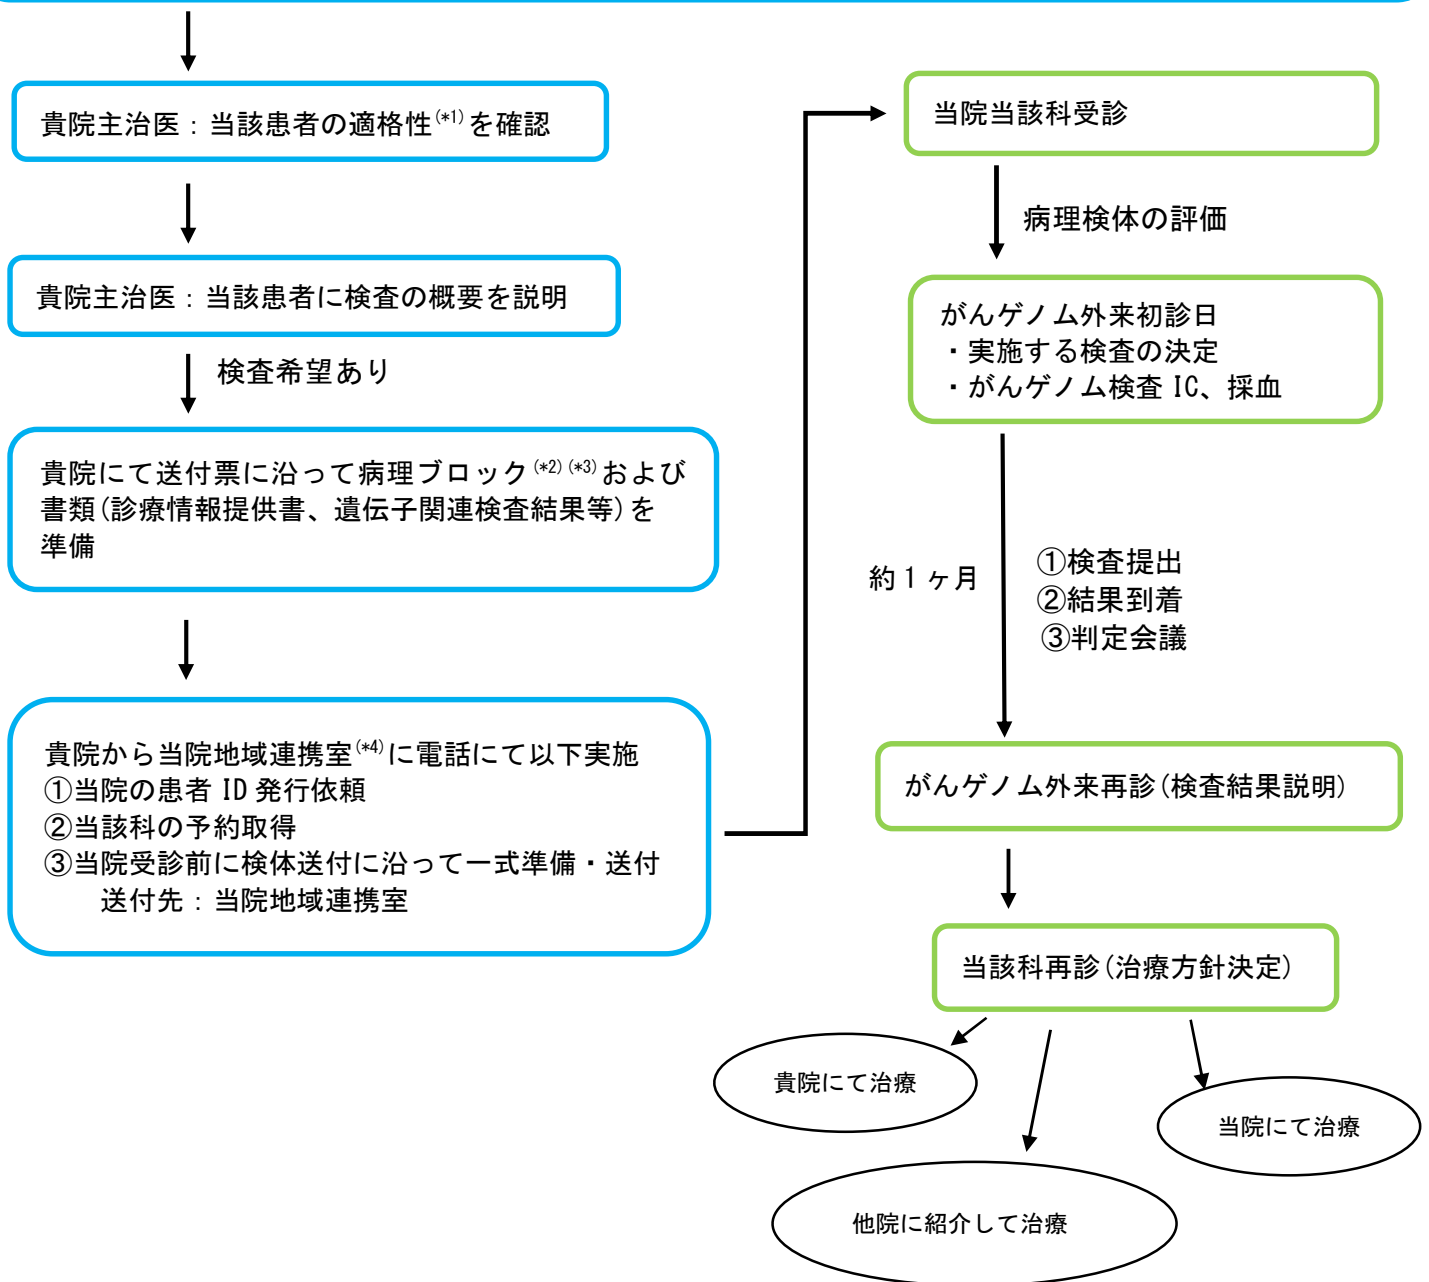 貴院主治医：当該患者の適格性(*1)を確認
貴院主治医：当該患者に検査の概要を説明
検査希望あり
貴院にて送付票に沿って病理ブロック(*2)(*3)および
書類(診療情報提供書、遺伝子関連検査結果等)を
準備
貴院から当院地域連携室(*4)に電話にて以下実施
①当院の患者 ID 発行依頼
②当該科の予約取得
③当院受診前に検体送付に沿って一式準備・送付
送付先：当院地域連携室
当院当該科受診
病理検体の評価
がんゲノム外来初診日
・実施する検査の決定
・がんゲノム検査 IC、採血
約１ヶ月
①検査提出
②結果到着
③判定会議
がんゲノム外来再診(検査結果説明)
当該科再診(治療方針決定)
貴院にて治療
当院にて治療
他院に紹介して治療